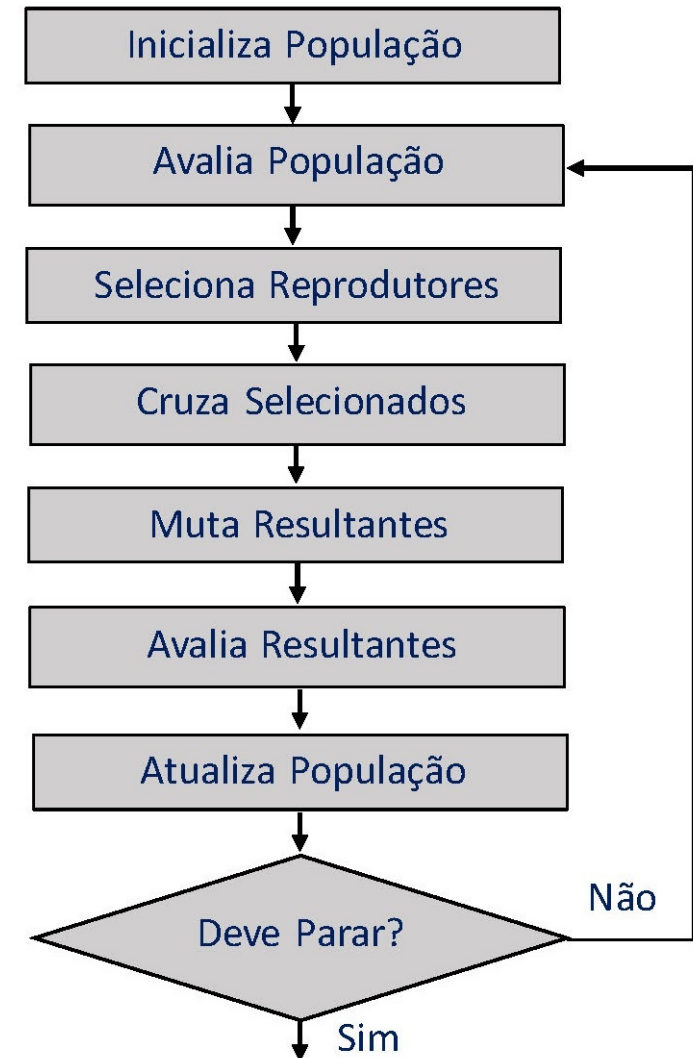 Inicializa População
Avalia População
Seleciona Reprodutores
Cruza Selecionados
Muta Resultantes
Avalia Resultantes
Atualiza População
Deve Parar?
Não
Sim